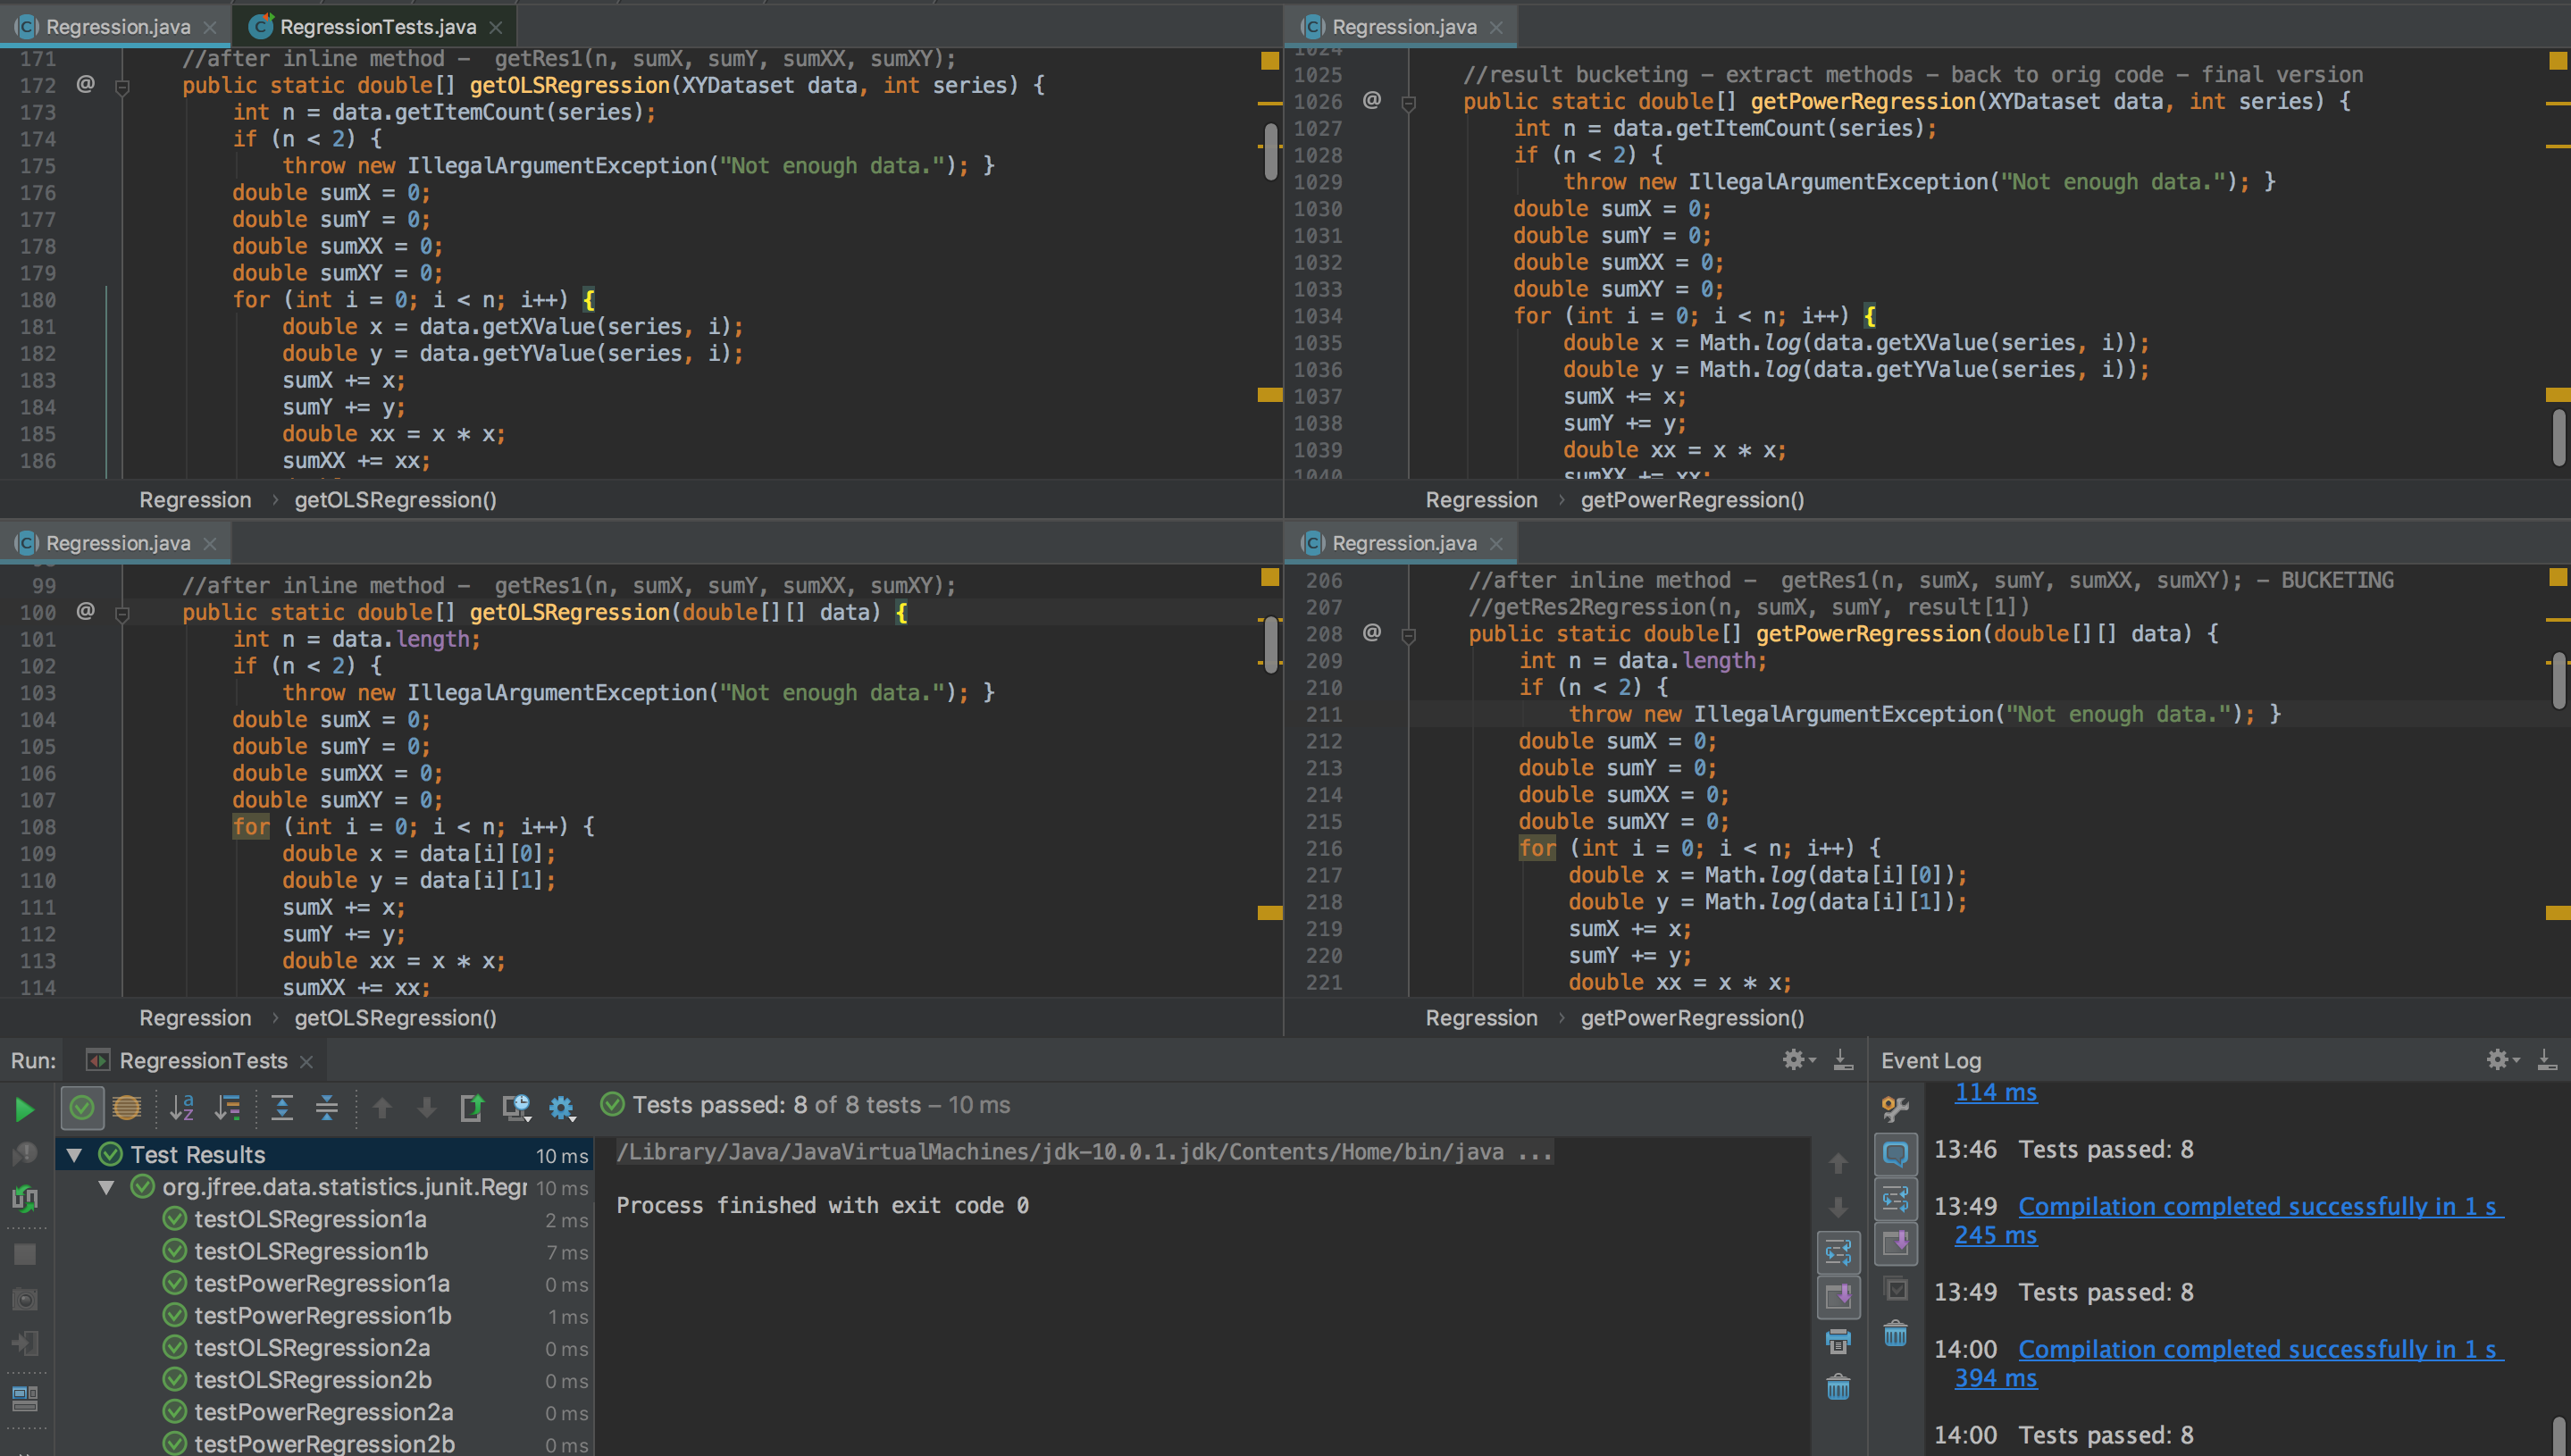 Regression.java
RegressionTests.java
171 //after inline method - getRes1(n, sumX, sumY, sumXX, sumXY);
172 @ public static double[] getOLSRegression(XYDataset data, int series) {
173 int n = data.getItemCount(series);
174 if (n < 2) {
175 throw new IllegalArgumentException("Not enough data."); }
176 double sumX = 0;
177 double sumY = 0;
178 double sumXX = 0;
179 double sumXY = 0;
180 for (int i = 0; i < n; i++) {
181 double x = data.getXValue(series, i);
182 double y = data.getYValue(series, i);
183 sumX += x;
184 sumY += y;
185 double xx = x * x;
186 sumXX += xx;
Regression > getOLSRegression()
Regression.java
1024
1025 //result bucketing - extract methods - back to orig code - final version
1026 @ public static double[] getPowerRegression(XYDataset data, int series) {
1027 int n = data.getItemCount(series);
1028 if (n < 2) {
1029 throw new IllegalArgumentException("Not enough data."); }
1030 double sumX = 0;
1031 double sumY = 0;
1032 double sumXX = 0;
1033 double sumXY = 0;
1034 for (int i = 0; i < n; i++) {
1035 double x = Math.log(data.getXValue(series, i));
1036 double y = Math.log(data.getYValue(series, i));
1037 sumX += x;
1038 sumY += y;
1039 double xx = x * x;
1040 sumXX += xx;
Regression > getPowerRegression()
Regression.java
99 //after inline method - getRes1(n, sumX, sumY, sumXX, sumXY);
100 @ public static double[] getOLSRegression(double[][] data) {
101 int n = data.length;
102 if (n < 2) {
103 throw new IllegalArgumentException("Not enough data."); }
104 double sumX = 0;
105 double sumY = 0;
106 double sumXX = 0;
107 double sumXY = 0;
108 for (int i = 0; i < n; i++) {
109 double x = data[i][0];
110 double y = data[i][1];
111 sumX += x;
112 sumY += y;
113 double xx = x * x;
114 sumXX += xx;
Regression > getOLSRegression()
Regression.java
206 //after inline method - getRes1(n, sumX, sumY, sumXX, sumXY); - BUCKETING
207 //getRes2Regression(n, sumX, sumY, result[1])
208 @ public static double[] getPowerRegression(double[][] data) {
209 int n = data.length;
210 if (n < 2) {
211 throw new IllegalArgumentException("Not enough data."); }
212 double sumX = 0;
213 double sumY = 0;
214 double sumXX = 0;
215 double sumXY = 0;
216 for (int i = 0; i < n; i++) {
217 double x = Math.log(data[i][0]);
218 double y = Math.log(data[i][1]);
219 sumX += x;
220 sumY += y;
221 double xx = x * x;
Regression > getPowerRegression()
Run: RegressionTests
Tests passed: 8 of 8 tests – 10 ms
Test Results 10 ms
org.jfree.data.statistics.junit.Regr 10 ms
testOLSRegression1a 2 ms
testOLSRegression1b 7 ms
testPowerRegression1a 0 ms
testPowerRegression1b 1 ms
testOLSRegression2a 0 ms
testOLSRegression2b 0 ms
testPowerRegression2a 0 ms
testPowerRegression2b 0 ms
/Library/Java/JavaVirtualMachines/jdk-10.0.1.jdk/Contents/Home/bin/java ...
Process finished with exit code 0
Event Log
114 ms
13:46 Tests passed: 8
13:49 Compilation completed successfully in 1 s
245 ms
13:49 Tests passed: 8
14:00 Compilation completed successfully in 1 s
394 ms
14:00 Tests passed: 8